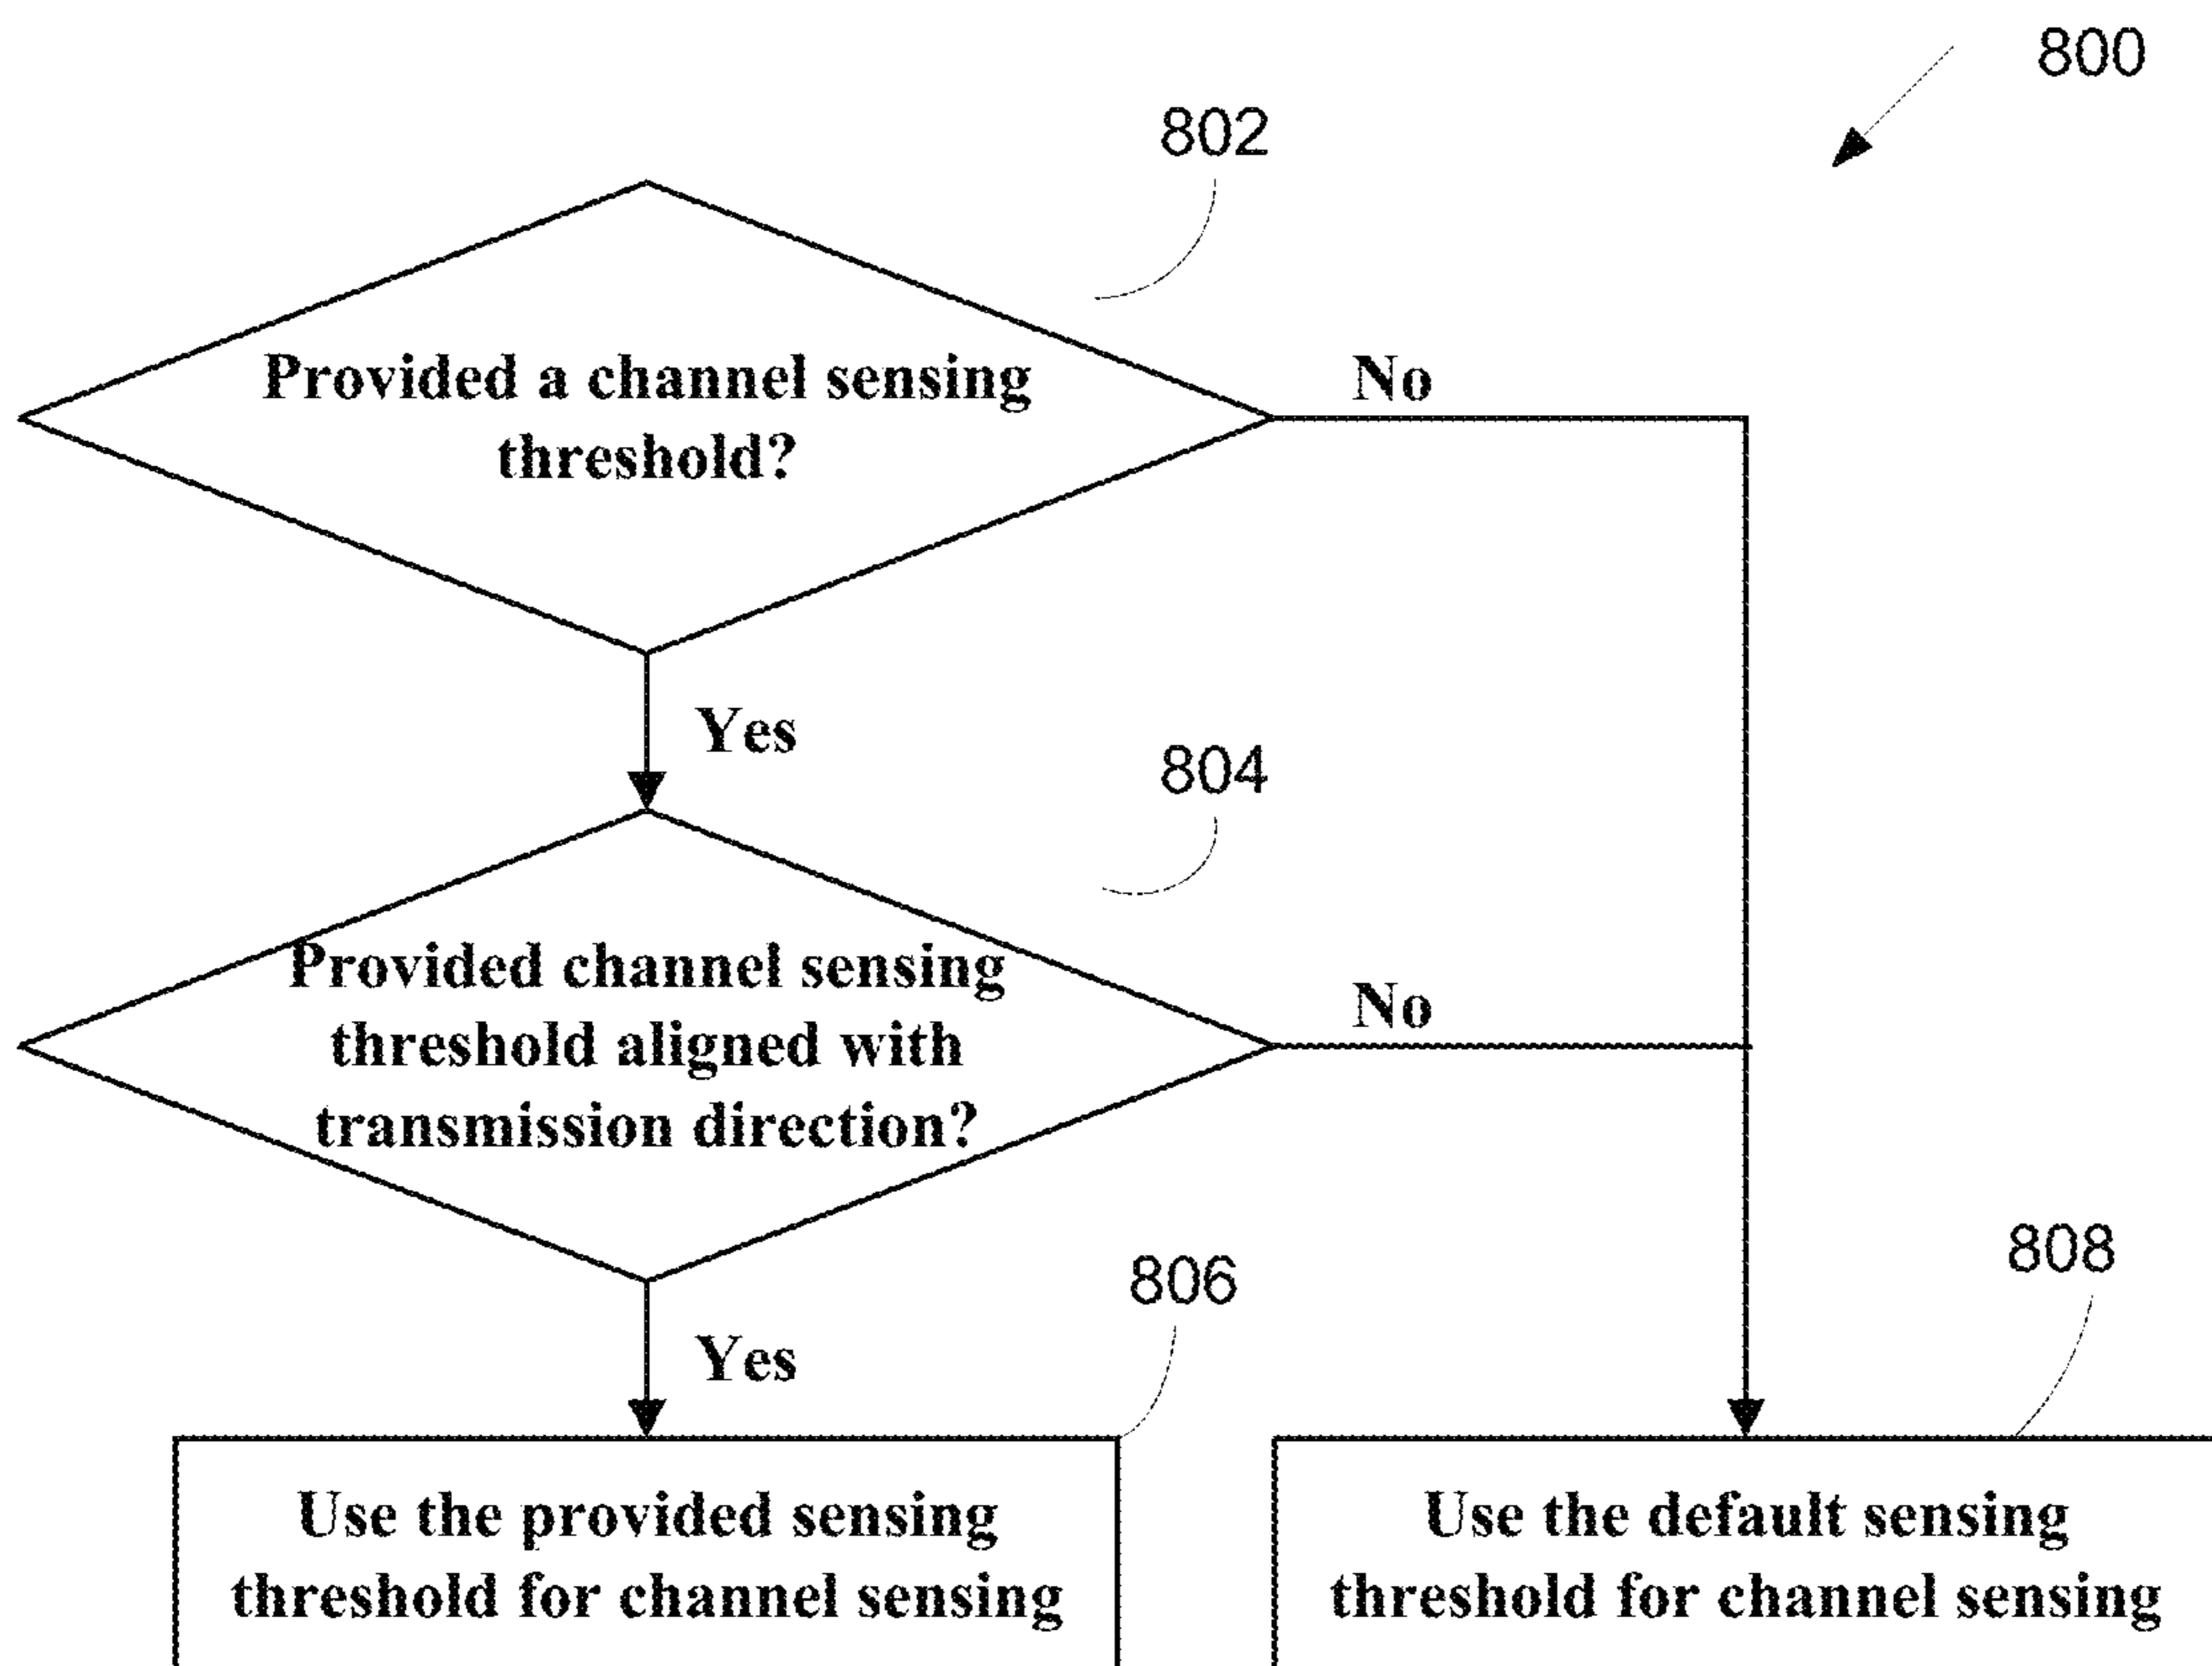 800
802
Provided a channel sensing
threshold?
No
Yes
804
Provided channel sensing
threshold aligned with
transmission direction?
No
Yes
806
808
Use the provided sensing
threshold for channel sensing
Use the default sensing
threshold for channel sensing